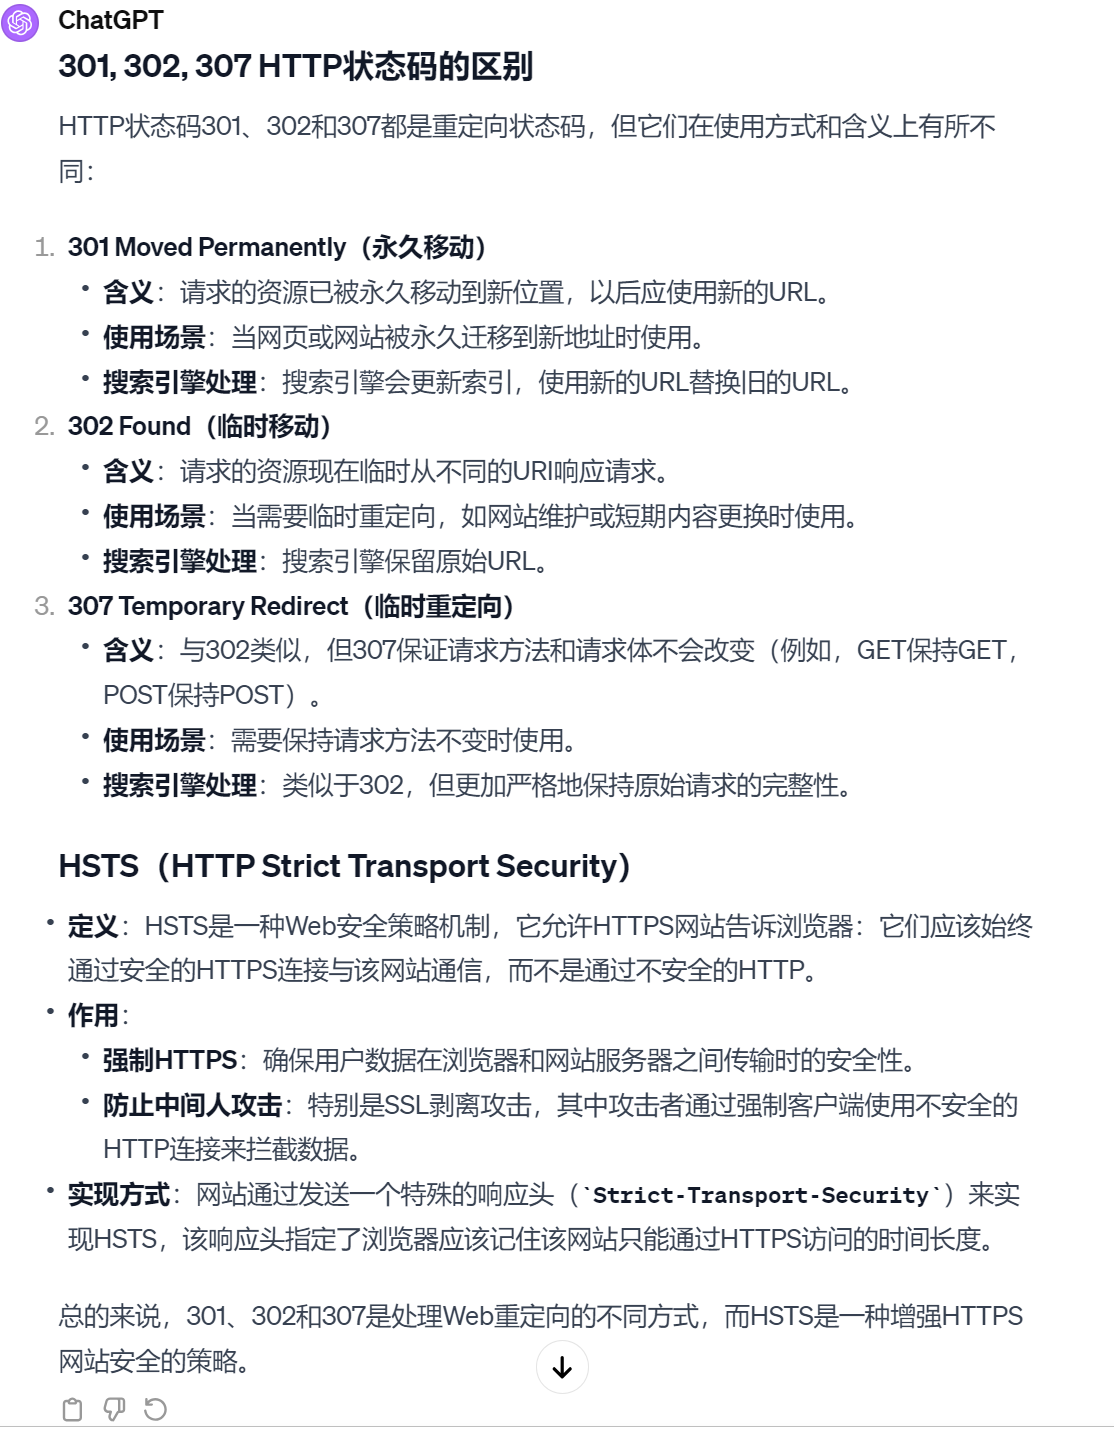 ChatGPT
301, 302, 307 HTTP状态码的区别
HTTP状态码301、302和307都是重定向状态码，但它们在使用方式和含义上有所不
同：
1. 301 Moved Permanently（永久移动）
• 含义：请求的资源已被永久移动到新位置，以后应使用新的URL。
• 使用场景：当网页或网站被永久迁移到新地址时使用。
• 搜索引擎处理：搜索引擎会更新索引，使用新的URL替换旧的URL。
2. 302 Found（临时移动）
• 含义：请求的资源现在临时从不同的URI响应请求。
• 使用场景：当需要临时重定向，如网站维护或短期内容更换时使用。
• 搜索引擎处理：搜索引擎保留原始URL。
3. 307 Temporary Redirect（临时重定向）
• 含义：与302类似，但307保证请求方法和请求体不会改变（例如，GET保持GET，
POST保持POST）。
• 使用场景：需要保持请求方法不变时使用。
• 搜索引擎处理：类似于302，但更加严格地保持原始请求的完整性。
HSTS（HTTP Strict Transport Security）
• 定义：HSTS是一种Web安全策略机制，它允许HTTPS网站告诉浏览器：它们应该始终
通过安全的HTTPS连接与该网站通信，而不是通过不安全的HTTP。
• 作用：
• 强制HTTPS：确保用户数据在浏览器和网站服务器之间传输时的安全性。
• 防止中间人攻击：特别是SSL剥离攻击，其中攻击者通过强制客户端使用不安全的
HTTP连接来拦截数据。
• 实现方式：网站通过发送一个特殊的响应头（`Strict-Transport-Security`）来实
现HSTS，该响应头指定了浏览器应该记住该网站只能通过HTTPS访问的时间长度。
总的来说，301、302和307是处理Web重定向的不同方式，而HSTS是一种增强HTTPS
网站安全的策略。